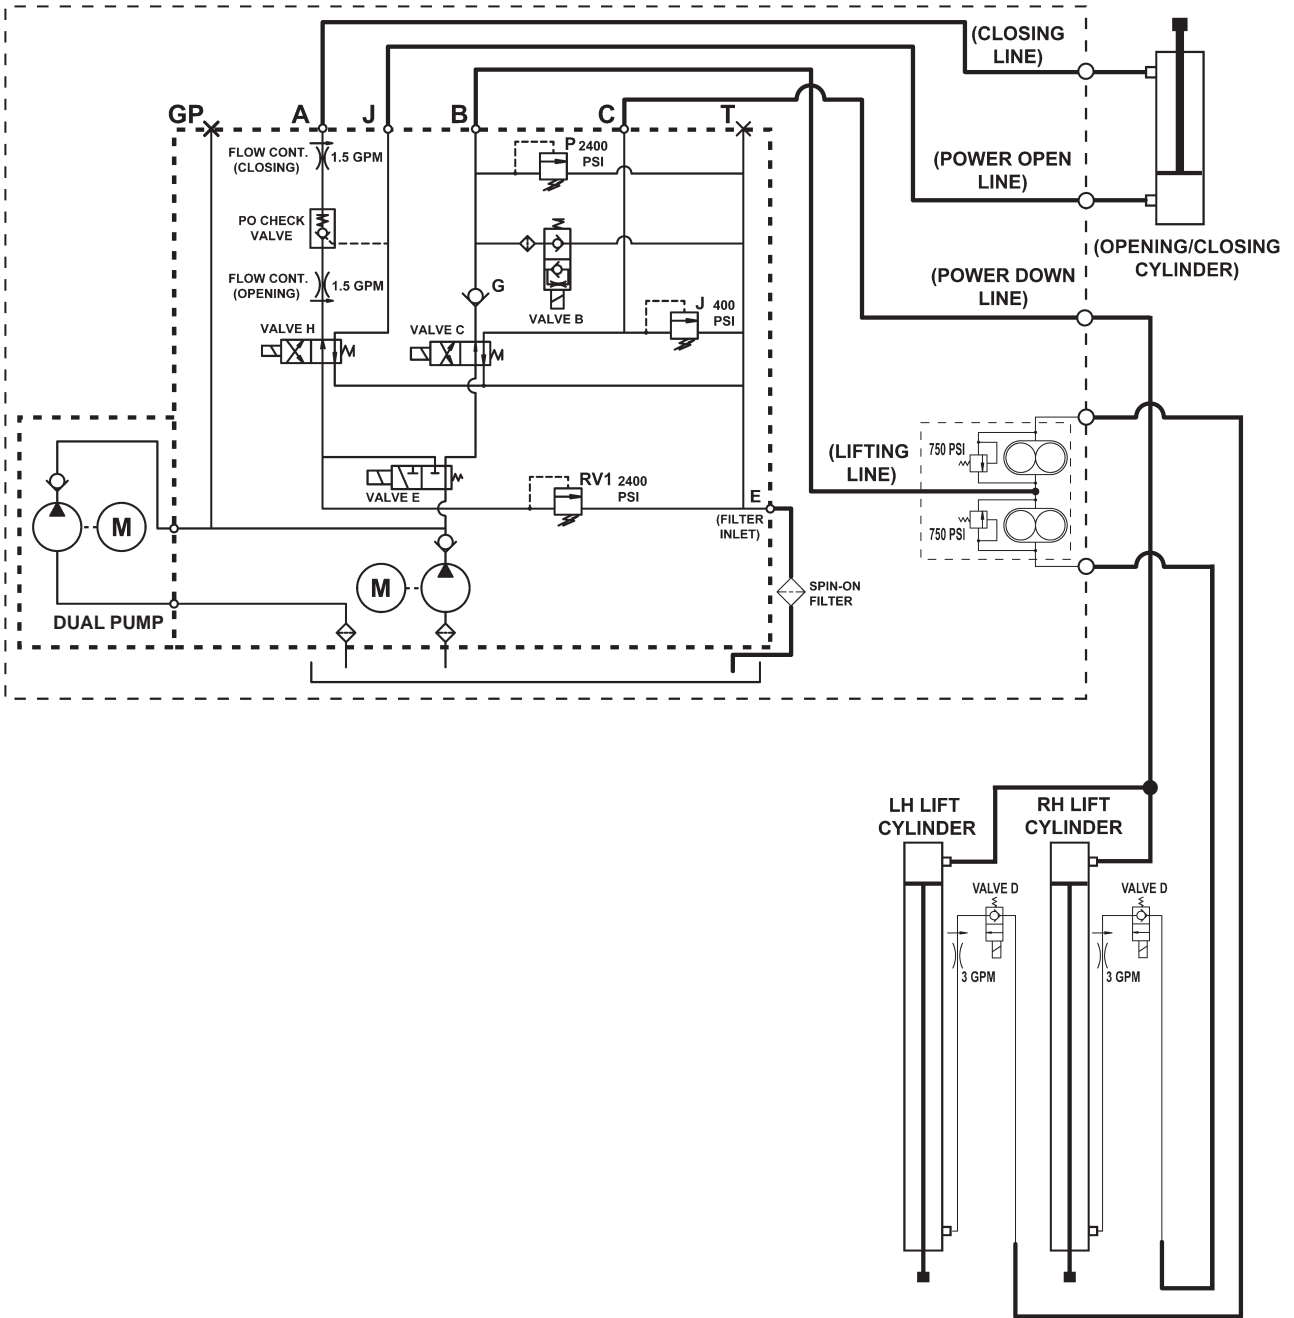 (CLOSING
LINE)
GP
A
J
B
C
T
FLOW CONT.
(CLOSING)
1.5 GPM
P 2400
PSI
(POWER OPEN
LINE)
PO CHECK
VALVE
(OPENING/CLOSING
CYLINDER)
FLOW CONT.
(OPENING)
1.5 GPM
G
VALVE B
(POWER DOWN
LINE)
J 400
PSI
VALVE H
VALVE C
(LIFTING
LINE)
750 PSI
750 PSI
VALVE E
RV1 2400
PSI
E
(FILTER
INLET)
M
M
SPIN-ON
FILTER
DUAL PUMP
LH LIFT
CYLINDER
RH LIFT
CYLINDER
VALVE D
VALVE D
3 GPM
3 GPM